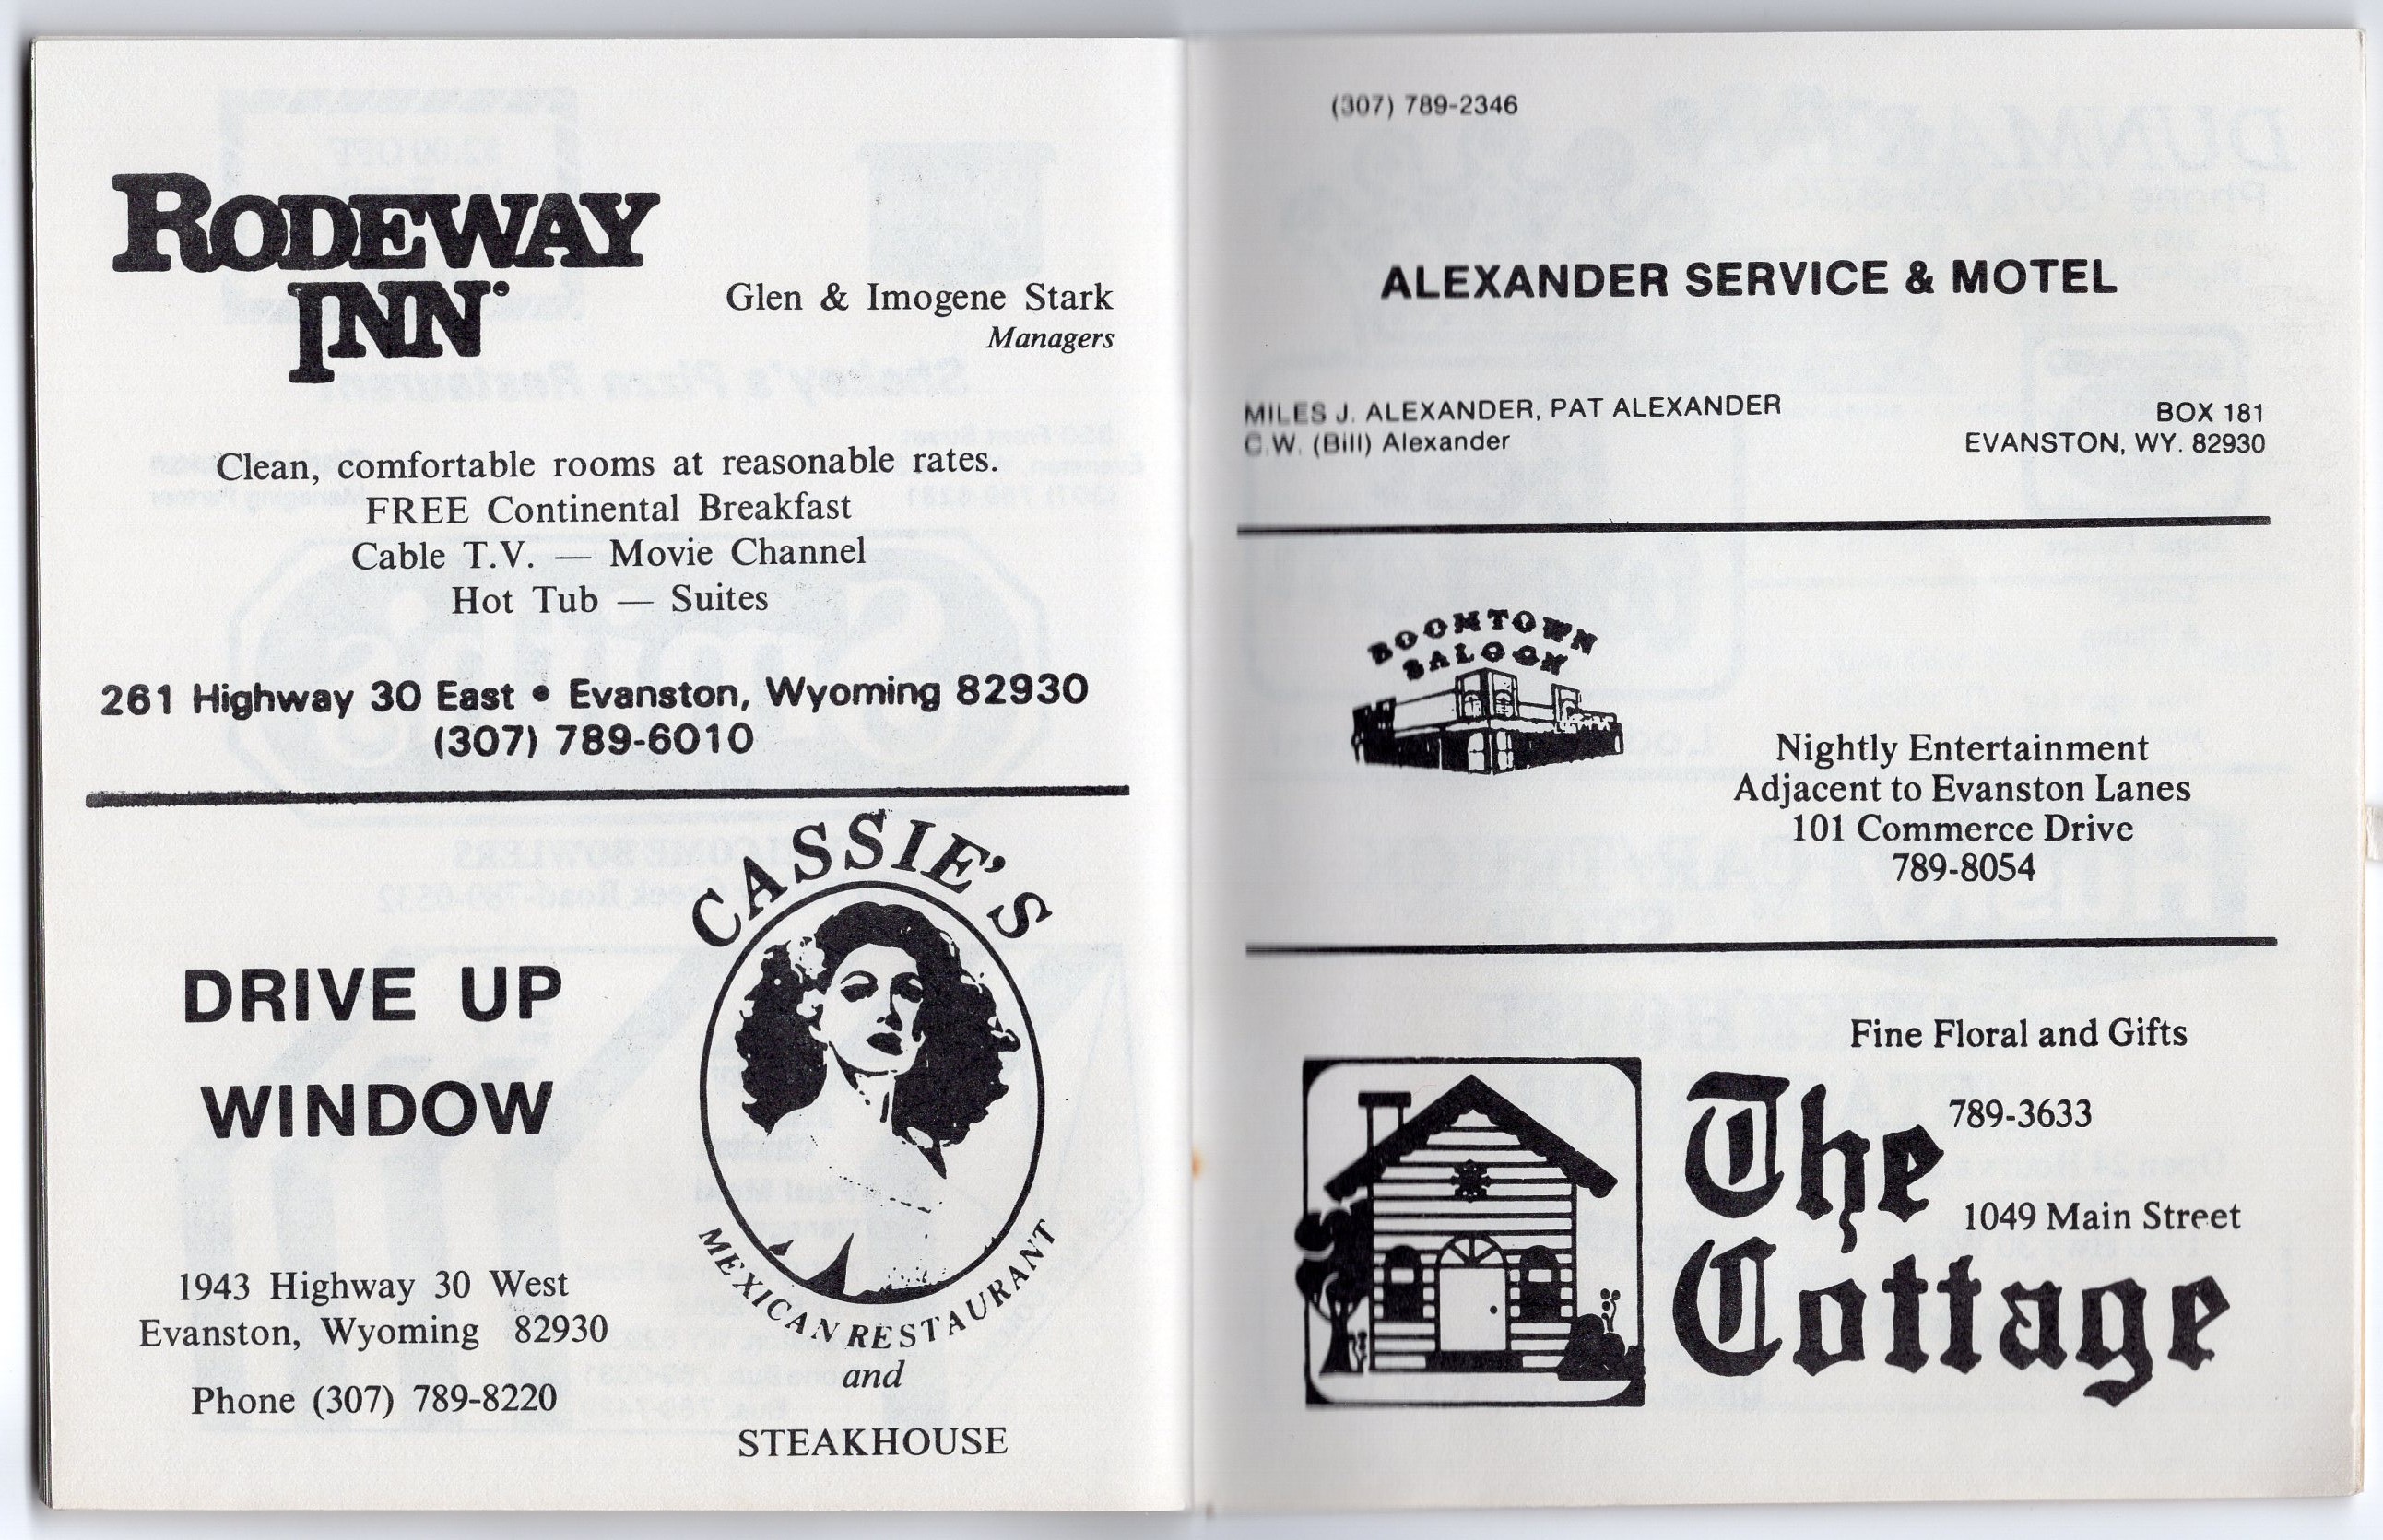 RODEWAY
INN
Glen & Imogene Stark
Managers
Clean, comfortable rooms at reasonable rates.
FREE Continental Breakfast
Cable T.V. — Movie Channel
Hot Tub — Suites
261 Highway 30 East • Evanston, Wyoming 82930
(307) 789-6010
CASSIE'S
MEXICAN RESTAURANT
and
STEAKHOUSE
DRIVE UP
WINDOW
1943 Highway 30 West
Evanston, Wyoming 82930
Phone (307) 789-8220
(307) 789-2346
ALEXANDER SERVICE & MOTEL
MILES J. ALEXANDER, PAT ALEXANDER
C.W. (Bill) Alexander
BOX 181
EVANSTON, WY. 82930
BOOMTOWN
SALOON
Nightly Entertainment
Adjacent to Evanston Lanes
101 Commerce Drive
789-8054
Fine Floral and Gifts
The
789-3633
1049 Main Street
Cottage